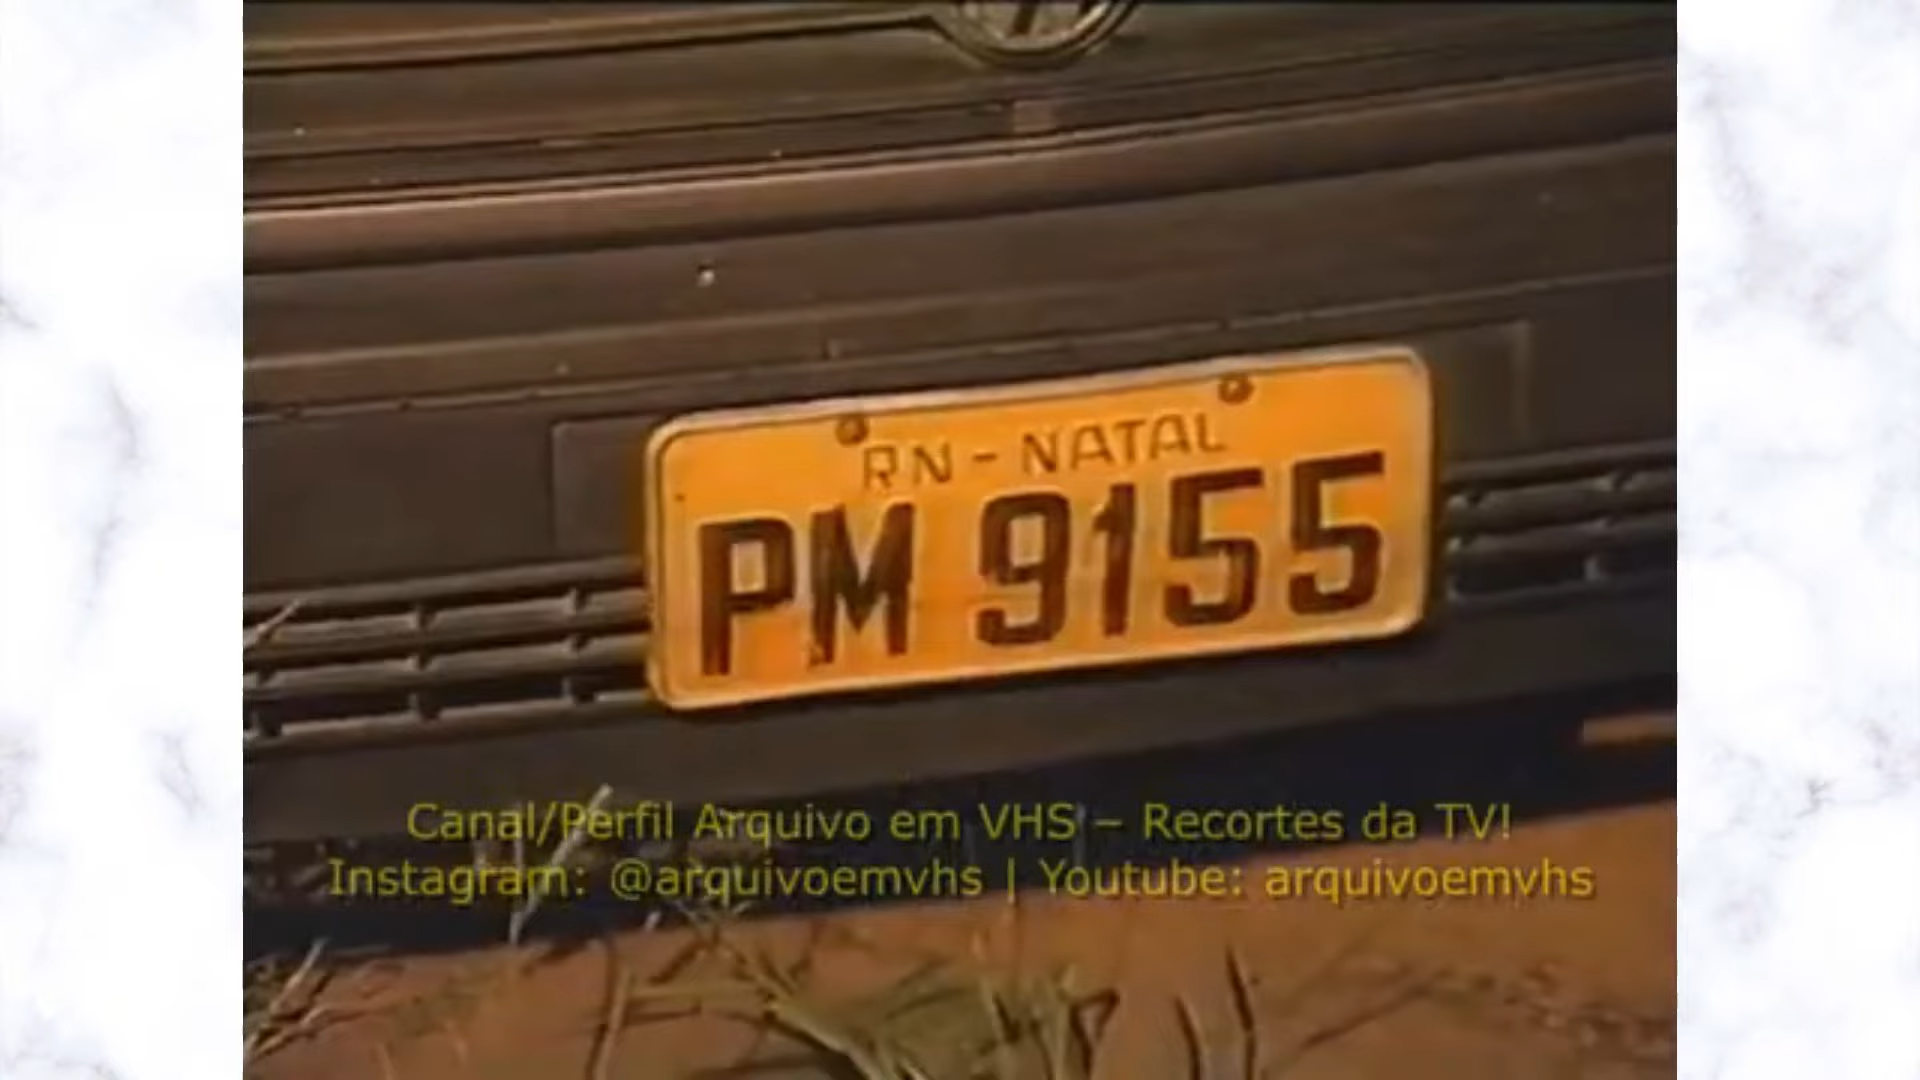 RN-NATAL
PM 9155
Canal/Perfil Arquivo em VHS – Recortes da TV!
Instagram: @arquivoemvhs | Youtube: arquivoemvhs